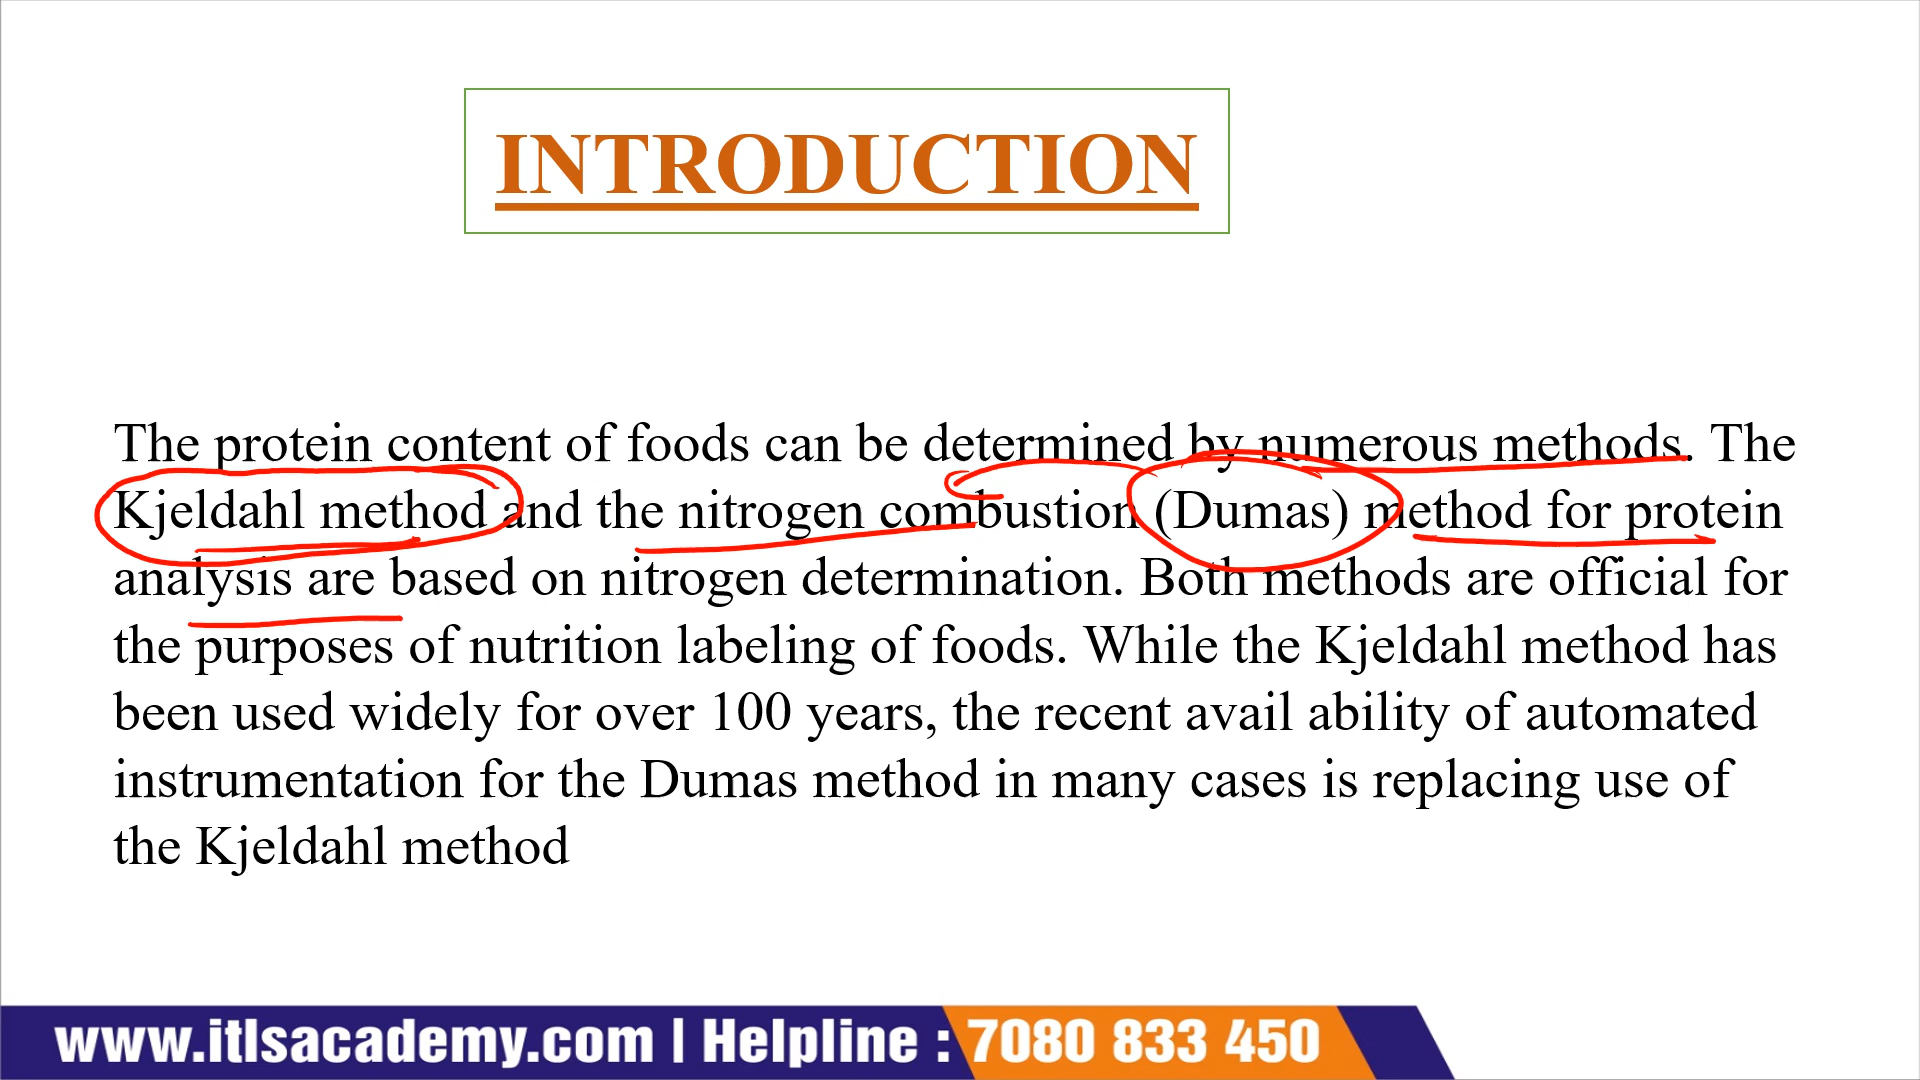 INTRODUCTION
The protein content of foods can be determined by numerous methods. The
Kjeldahl method and the nitrogen combustion (Dumas) method for protein
analysis are based on nitrogen determination. Both methods are official for
the purposes of nutrition labeling of foods. While the Kjeldahl method has
been used widely for over 100 years, the recent avail ability of automated
instrumentation for the Dumas method in many cases is replacing use of
the Kjeldahl method
www.itlsacademy.com | Helpline : 7080 833 450